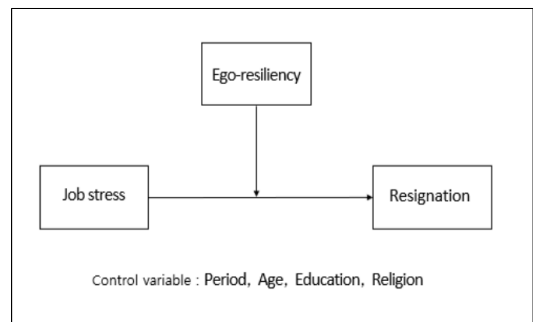 Ego-resiliency
Job stress
Resignation
Control variable : Period, Age, Education, Religion